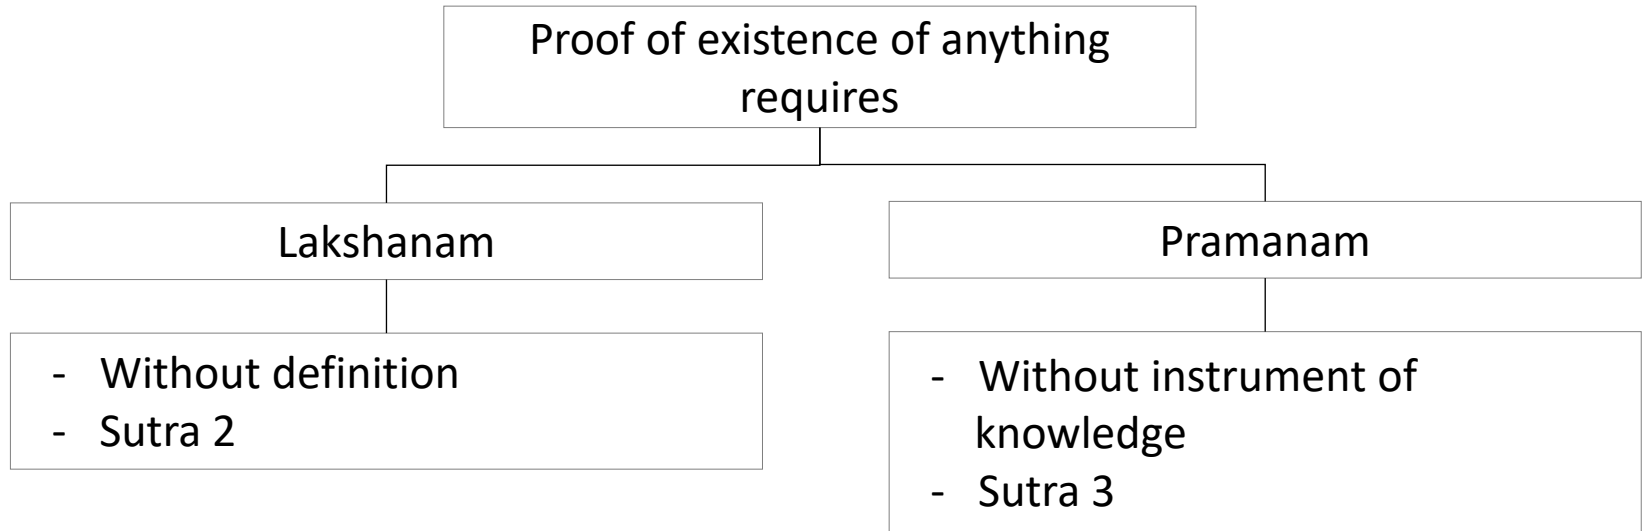 Proof of existence of anything
requires
Lakshanam
- Without definition
- Sutra 2
Pramanam
- Without instrument of
knowledge
- Sutra 3